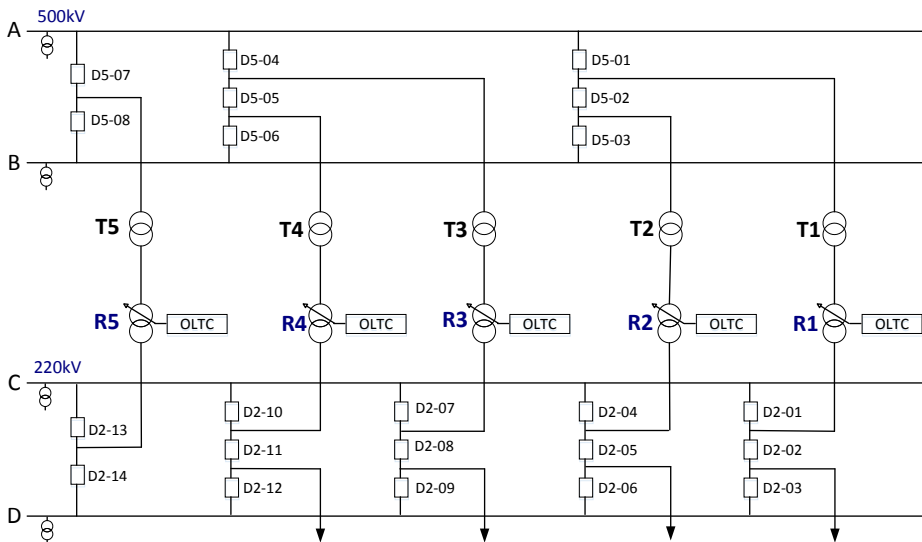 500kV
A
D5-07
D5-04
D5-01
D5-05
D5-02
D5-08
D5-06
D5-03
B
T5
T4
T3
T2
T1
R5
OLTC
R4
OLTC
R3
OLTC
R2
OLTC
R1
OLTC
220kV
C
D2-13
D2-10
D2-07
D2-04
D2-01
D2-11
D2-08
D2-05
D2-02
D2-14
D2-12
D2-09
D2-06
D2-03
D